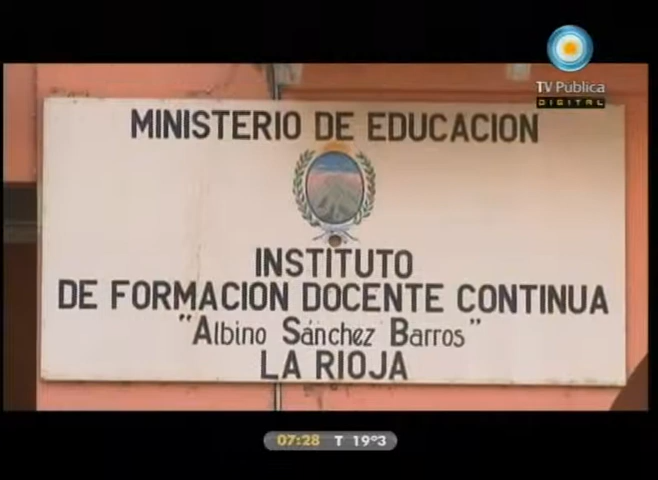 TV Pública
DIGITAL
MINISTERIO DE EDUCACION
INSTITUTO
DE FORMACION DOCENTE CONTINUA
"Albino Sánchez Barros"
LA RIOJA
07:28 T 19°3